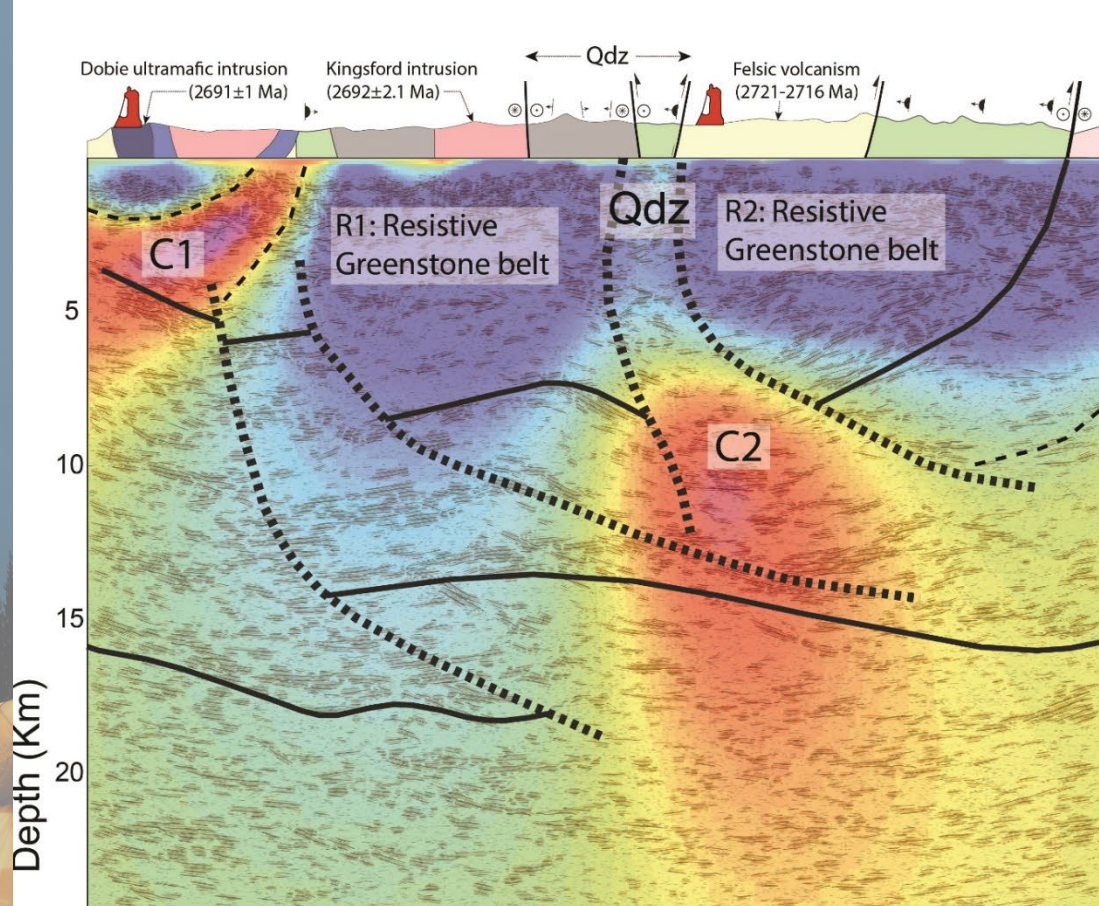 Qdz
Dobie ultramafic intrusion
(2691±1 Ma)
Kingsford intrusion
(2692±2.1 Ma)
Felsic volcanism
(2721-2716 Ma)
Qdz
R1: Resistive
Greenstone belt
R2: Resistive
Greenstone belt
C1
5
C2
10
15
20
Depth (Km)